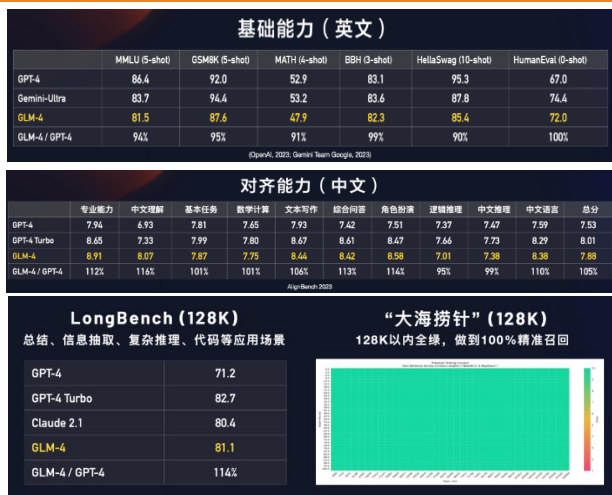 基础能力（英文）
MMLU (5-shot) GSM8K (5-shot) MATH (4-shot) BBH (3-shot) HellaSwag (10-shot) HumanEval (0-shot)
GPT-4 86.4 92.0 52.9 83.1 95.3 67.0
Gemini-Ultra 83.7 94.4 53.2 83.6 87.8 74.4
GLM-4 81.5 87.6 47.9 82.3 85.4 72.0
GLM-4 / GPT-4 94% 95% 91% 99% 90% 100%
(OpenAI, 2023; Gemini Team Google, 2023)
对齐能力（中文）
专业能力 中文理解 基本任务 数学计算 文本写作 综合问答 角色扮演 逻辑推理 中文推理 中文语言 总分
GPT-4 7.94 6.93 7.81 7.65 7.93 7.42 7.51 7.37 7.47 7.59 7.53
GPT-4 Turbo 8.65 7.33 7.99 7.80 8.67 8.61 8.47 7.66 7.73 8.29 8.01
GLM-4 8.91 8.07 7.87 7.75 8.44 8.42 8.58 7.01 7.38 8.38 7.88
GLM-4 / GPT-4 112% 116% 101% 101% 106% 113% 114% 95% 99% 110% 105%
AlignBench 2023
LongBench (128K)
总结、信息抽取、复杂推理、代码等应用场景
GPT-4 71.2
GPT-4 Turbo 82.7
Claude 2.1 80.4
GLM-4 81.1
GLM-4 / GPT-4 114%
“大海捞针”(128K)
128K以内全绿，做到100%精准召回